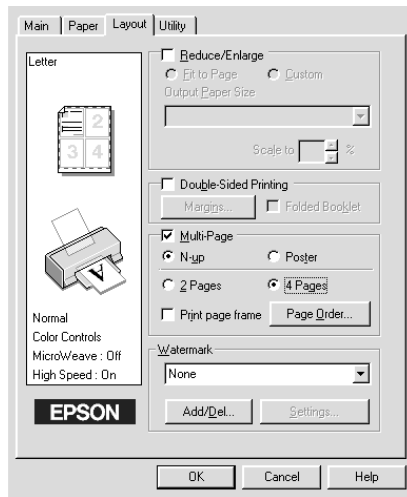 Main Paper Layout Utility
Letter
2
3 4
Normal
Color Controls
MicroWeave : Off
High Speed : On
EPSON
Reduce/Enlarge
Fit to Page Custom
Output Paper Size
Scale to %
Double-Sided Printing
Margins... Folded Booklet
Multi-Page
N-up Poster
2 Pages 4 Pages
Print page frame Page Order...
Watermark
None
Add/Del... Settings...
OK Cancel Help